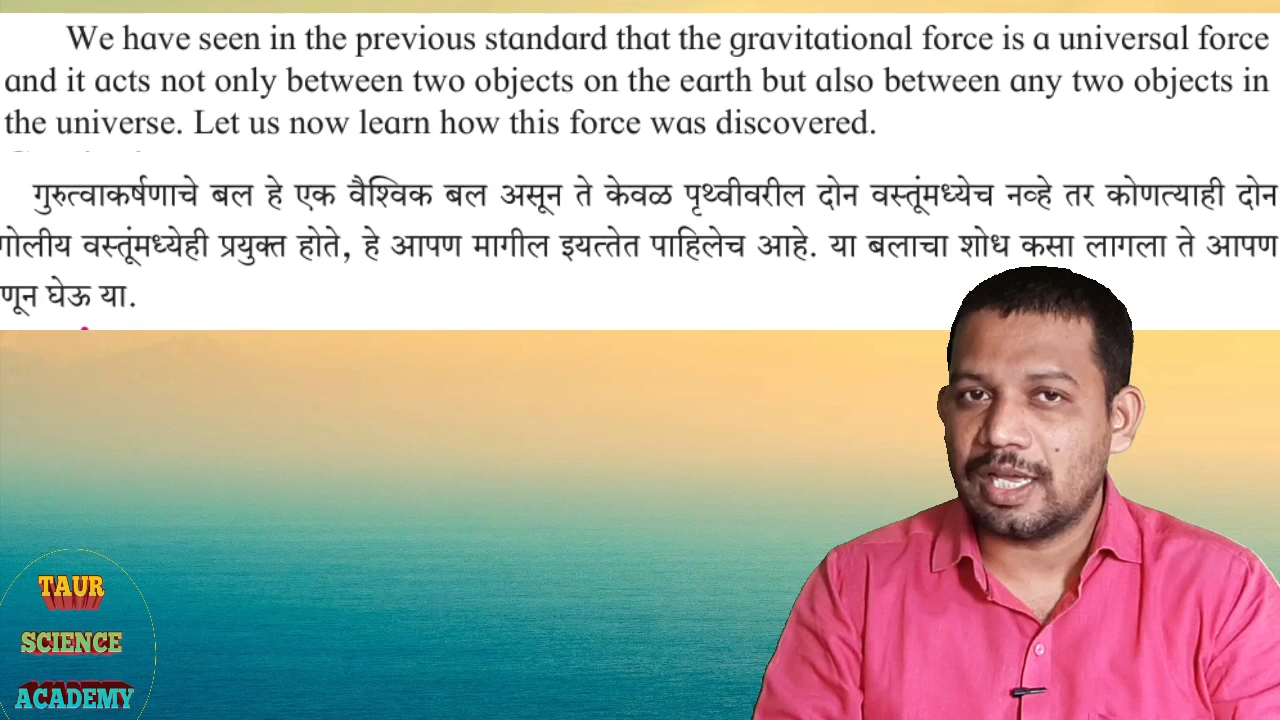 We have seen in the previous standard that the gravitational force is a universal force
and it acts not only between two objects on the earth but also between any two objects in
the universe. Let us now learn how this force was discovered.
गुरुत्वाकर्षणाचे बल हे एक वैश्विक बल असून ते केवळ पृथ्वीवरील दोन वस्तूंमध्येच नव्हे तर कोणत्याही दोन
गोलीय वस्तूंमध्येही प्रयुक्त होते, हे आपण मागील इयत्तेत पाहिलेच आहे. या बलाचा शोध कसा लागला ते आपण
णून घेऊ या.
TAUR
SCIENCE
ACADEMY